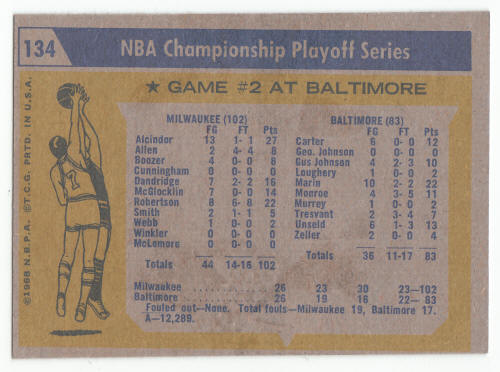 134
NBA Championship Playoff Series
★ GAME #2 AT BALTIMORE
MILWAUKEE (102)
FG FT Pts
Alcindor 13 1-1 27
Allen 2 4-4 8
Boozer 4 0-0 8
Cunningham 0 0-0 0
Dandridge 7 2-2 16
McGlocklin 7 0-0 14
Robertson 8 6-8 22
Smith 2 1-1 5
Webb 1 0-0 2
Winkler 0 0-0 0
McLemore 0 0-0 0
Totals 44 14-16 102
BALTIMORE (83)
FG FT Pts
Carter 6 0-0 12
Geo. Johnson 0 0-0 0
Gus Johnson 4 2-3 10
Loughery 1 0-0 2
Marin 10 2-2 22
Monroe 4 3-5 11
Murray 1 0-0 2
Tresvant 2 3-4 7
Unseld 6 1-3 13
Zeller 2 0-0 4
Totals 36 11-17 83
Milwaukee .............. 26 23 30 23—102
Baltimore .............. 26 19 16 22— 83
Fouled out—None. Total fouls—Milwaukee 19, Baltimore 17.
A—12,289.
©1968 N.B.P.A. ©T.C.G. PRTD. IN U.S.A.
1